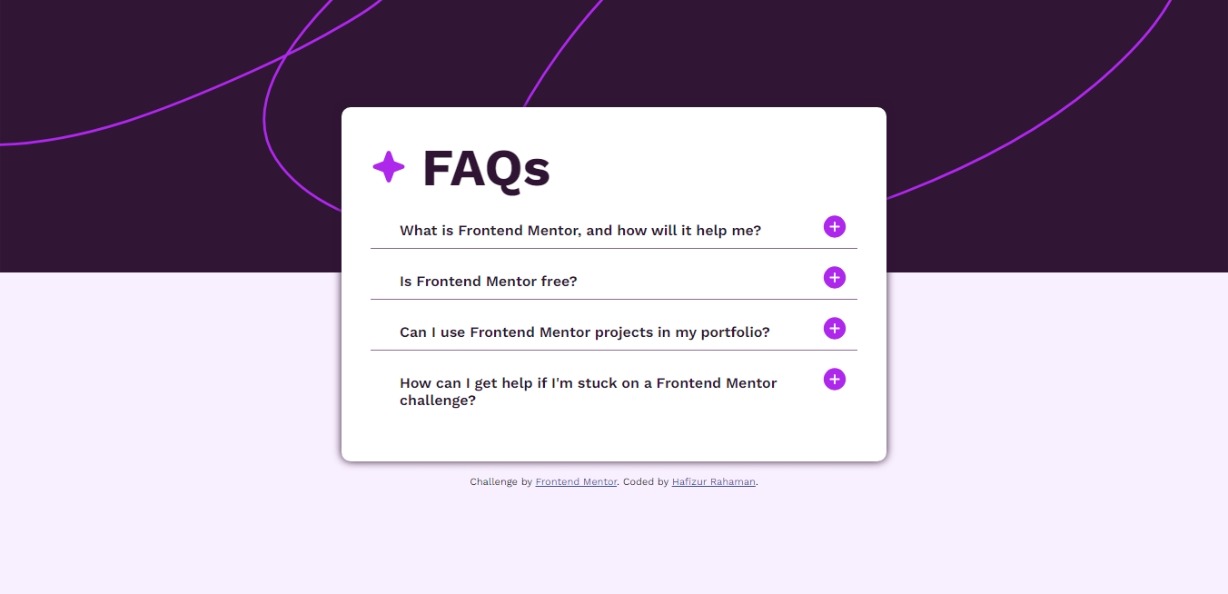 FAQs
What is Frontend Mentor, and how will it help me?
Is Frontend Mentor free?
Can I use Frontend Mentor projects in my portfolio?
How can I get help if I'm stuck on a Frontend Mentor
challenge?
Challenge by Frontend Mentor. Coded by Hafizur Rahaman.